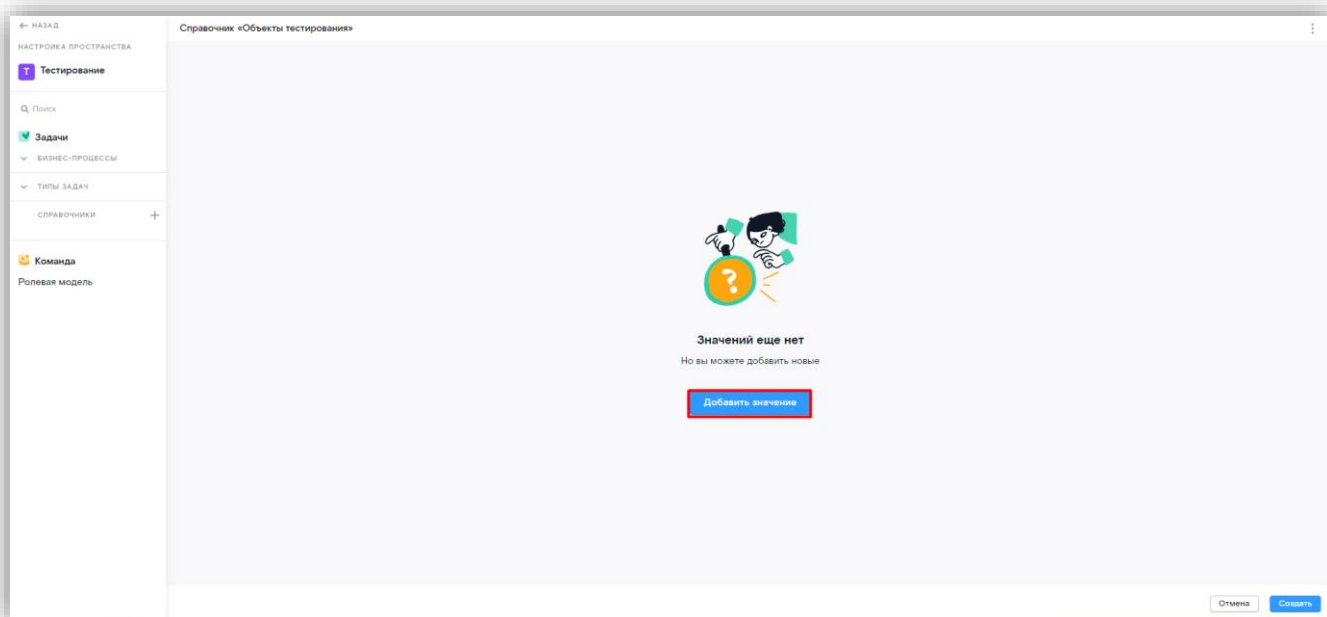 ← НАЗАД
НАСТРОЙКА ПРОСТРАНСТВА
Т Тестирование
Поиск
Задачи
БИЗНЕС-ПРОЦЕССЫ
ТИПЫ ЗАДАЧ
СПРАВОЧНИКИ +
Команда
Ролевая модель
Справочник «Объекты тестирования»
?
Значений еще нет
Но вы можете добавить новые
Добавить значение
Отмена Создать